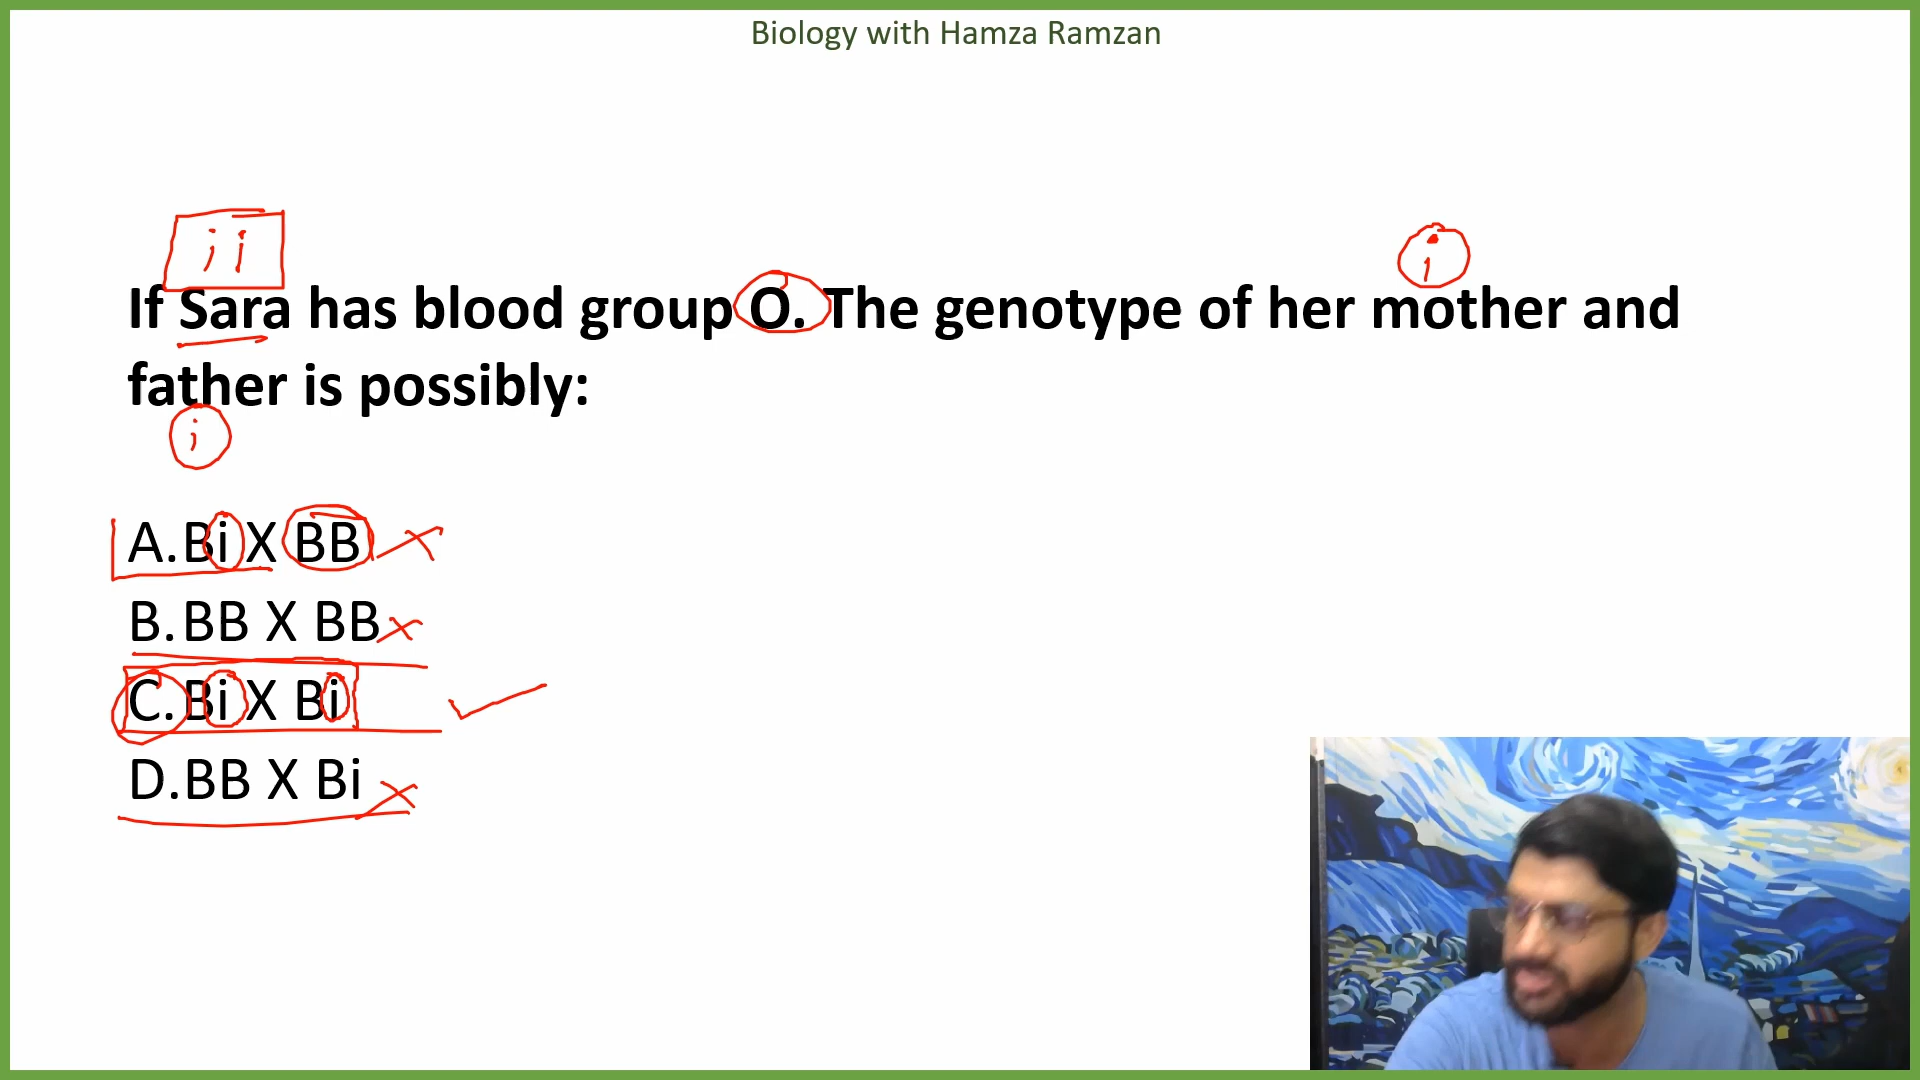 Biology with Hamza Ramzan
ii
i
If Sara has blood group O. The genotype of her mother and
father is possibly:
i
A.Bi X BB
B.BB X BB
C.Bi X Bi
D.BB X Bi